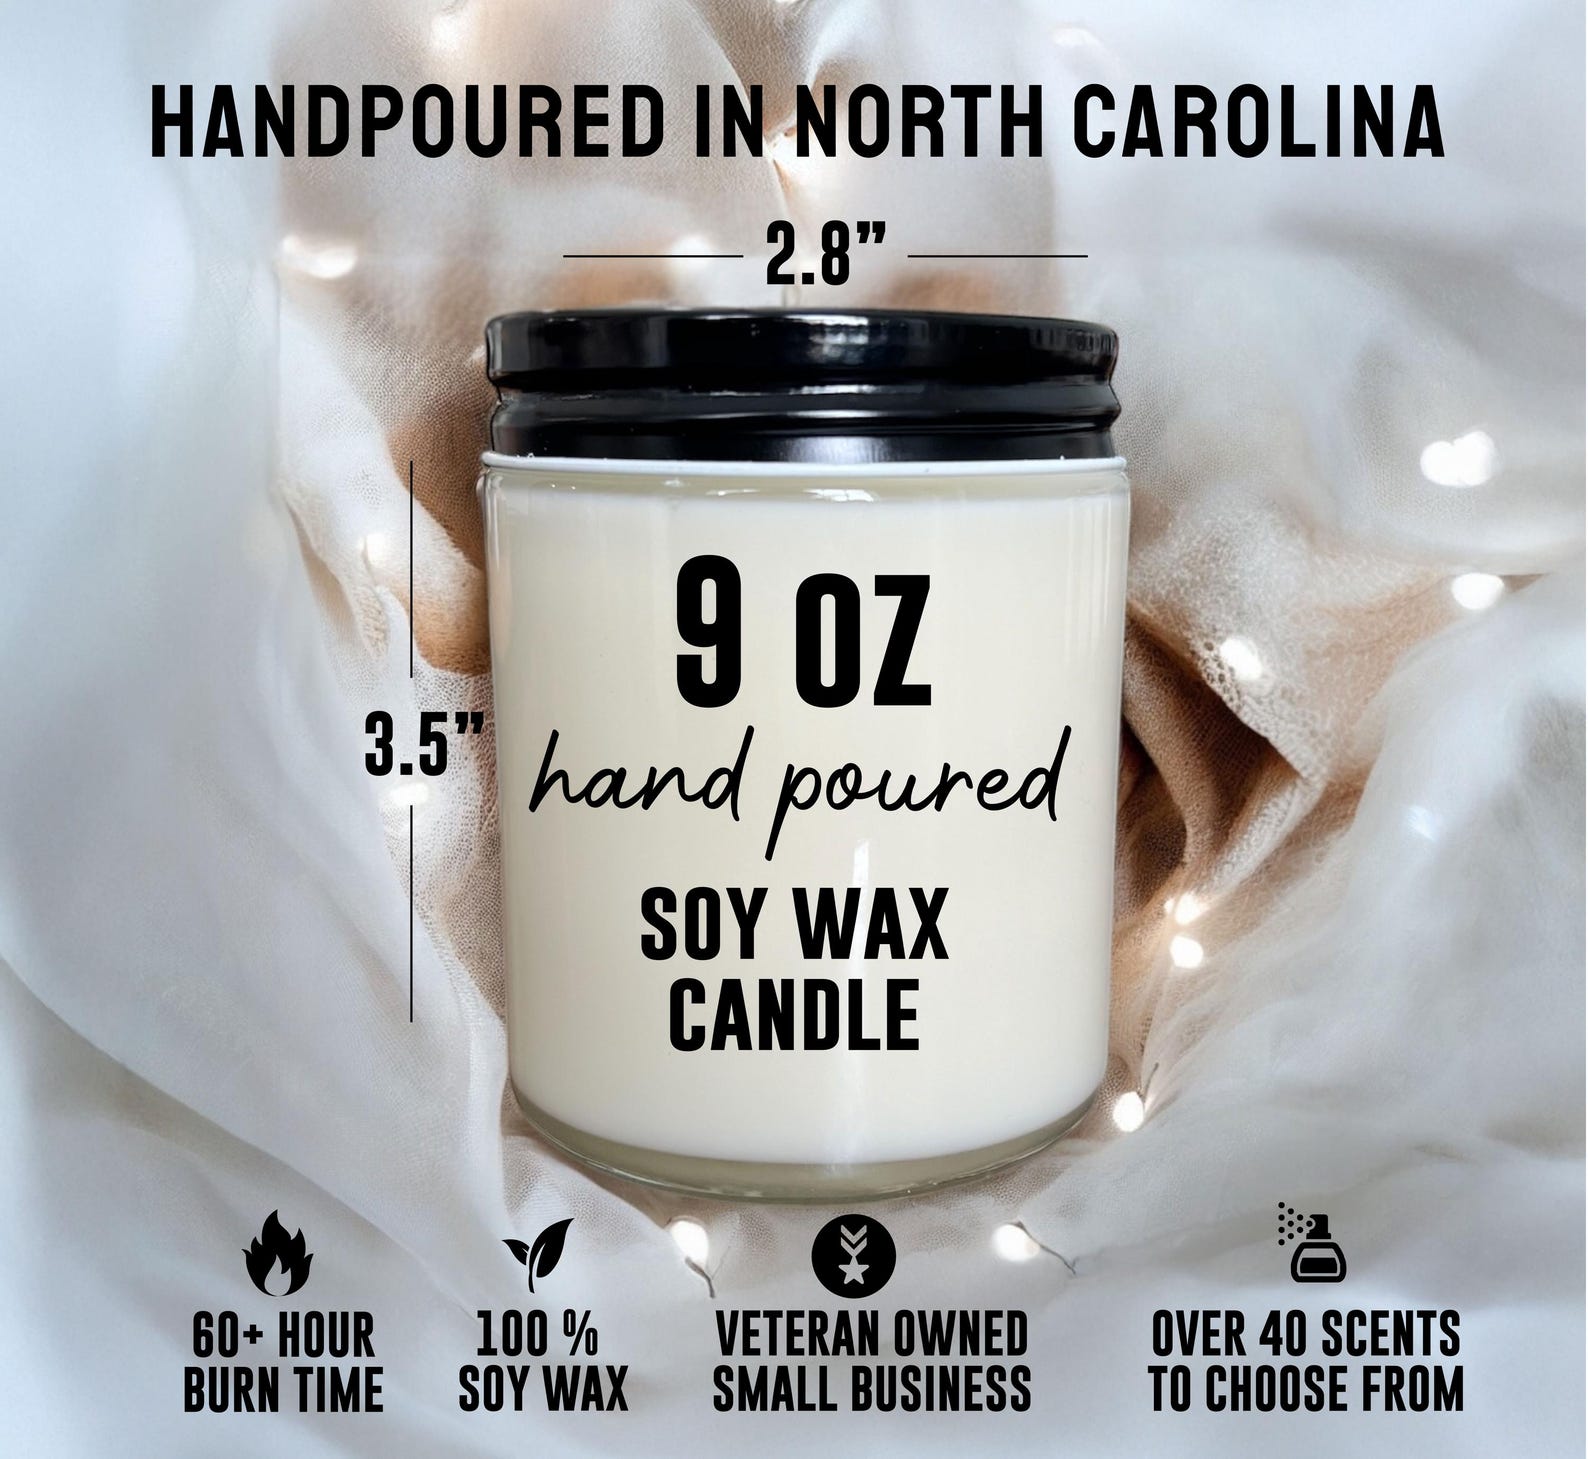 HANDPOURED IN NORTH CAROLINA
2.8”
3.5”
9 OZ
hand poured
SOY WAX
CANDLE
60+ HOUR
BURN TIME
100 %
SOY WAX
VETERAN OWNED
SMALL BUSINESS
OVER 40 SCENTS
TO CHOOSE FROM